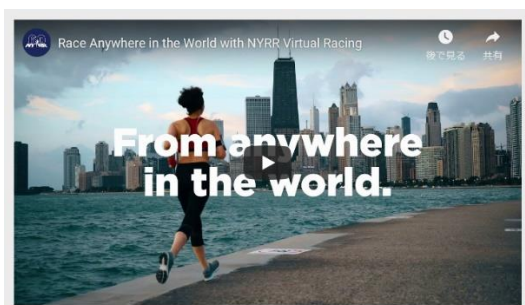 Race Anywhere in the World with NYRR Virtual Racing
後で見る
共有
From anywhere
in the world.